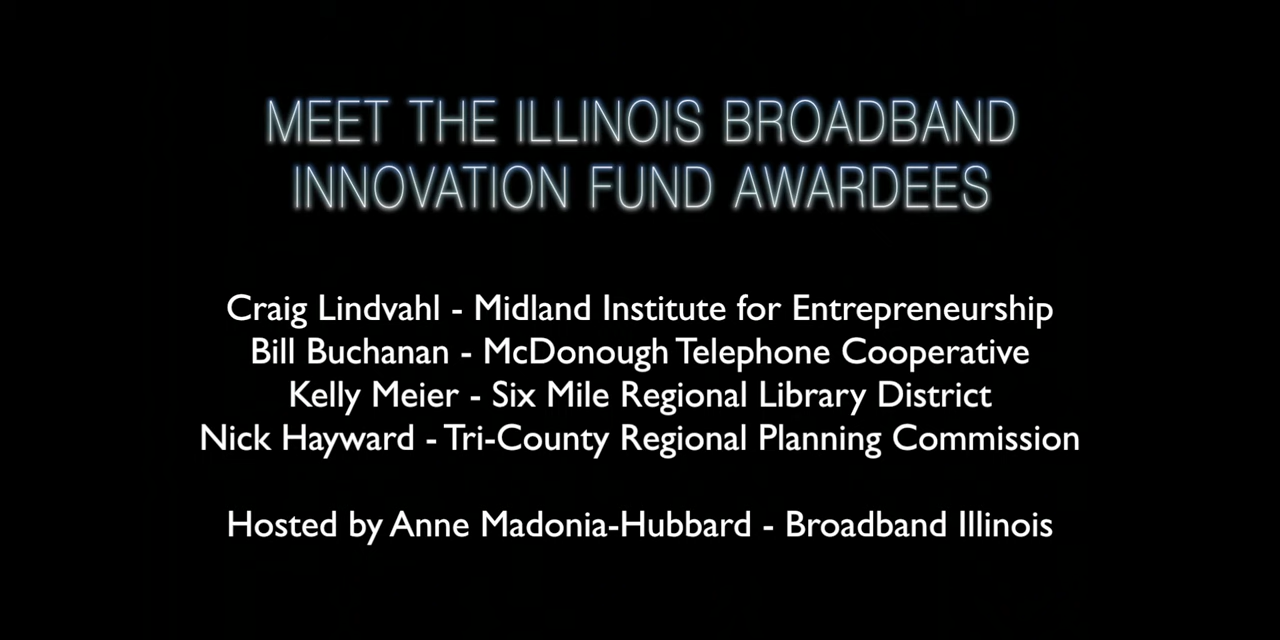 MEET THE ILLINOIS BROADBAND
INNOVATION FUND AWARDEES
Craig Lindvahl - Midland Institute for Entrepreneurship
Bill Buchanan - McDonough Telephone Cooperative
Kelly Meier - Six Mile Regional Library District
Nick Hayward - Tri-County Regional Planning Commission
Hosted by Anne Madonia-Hubbard - Broadband Illinois